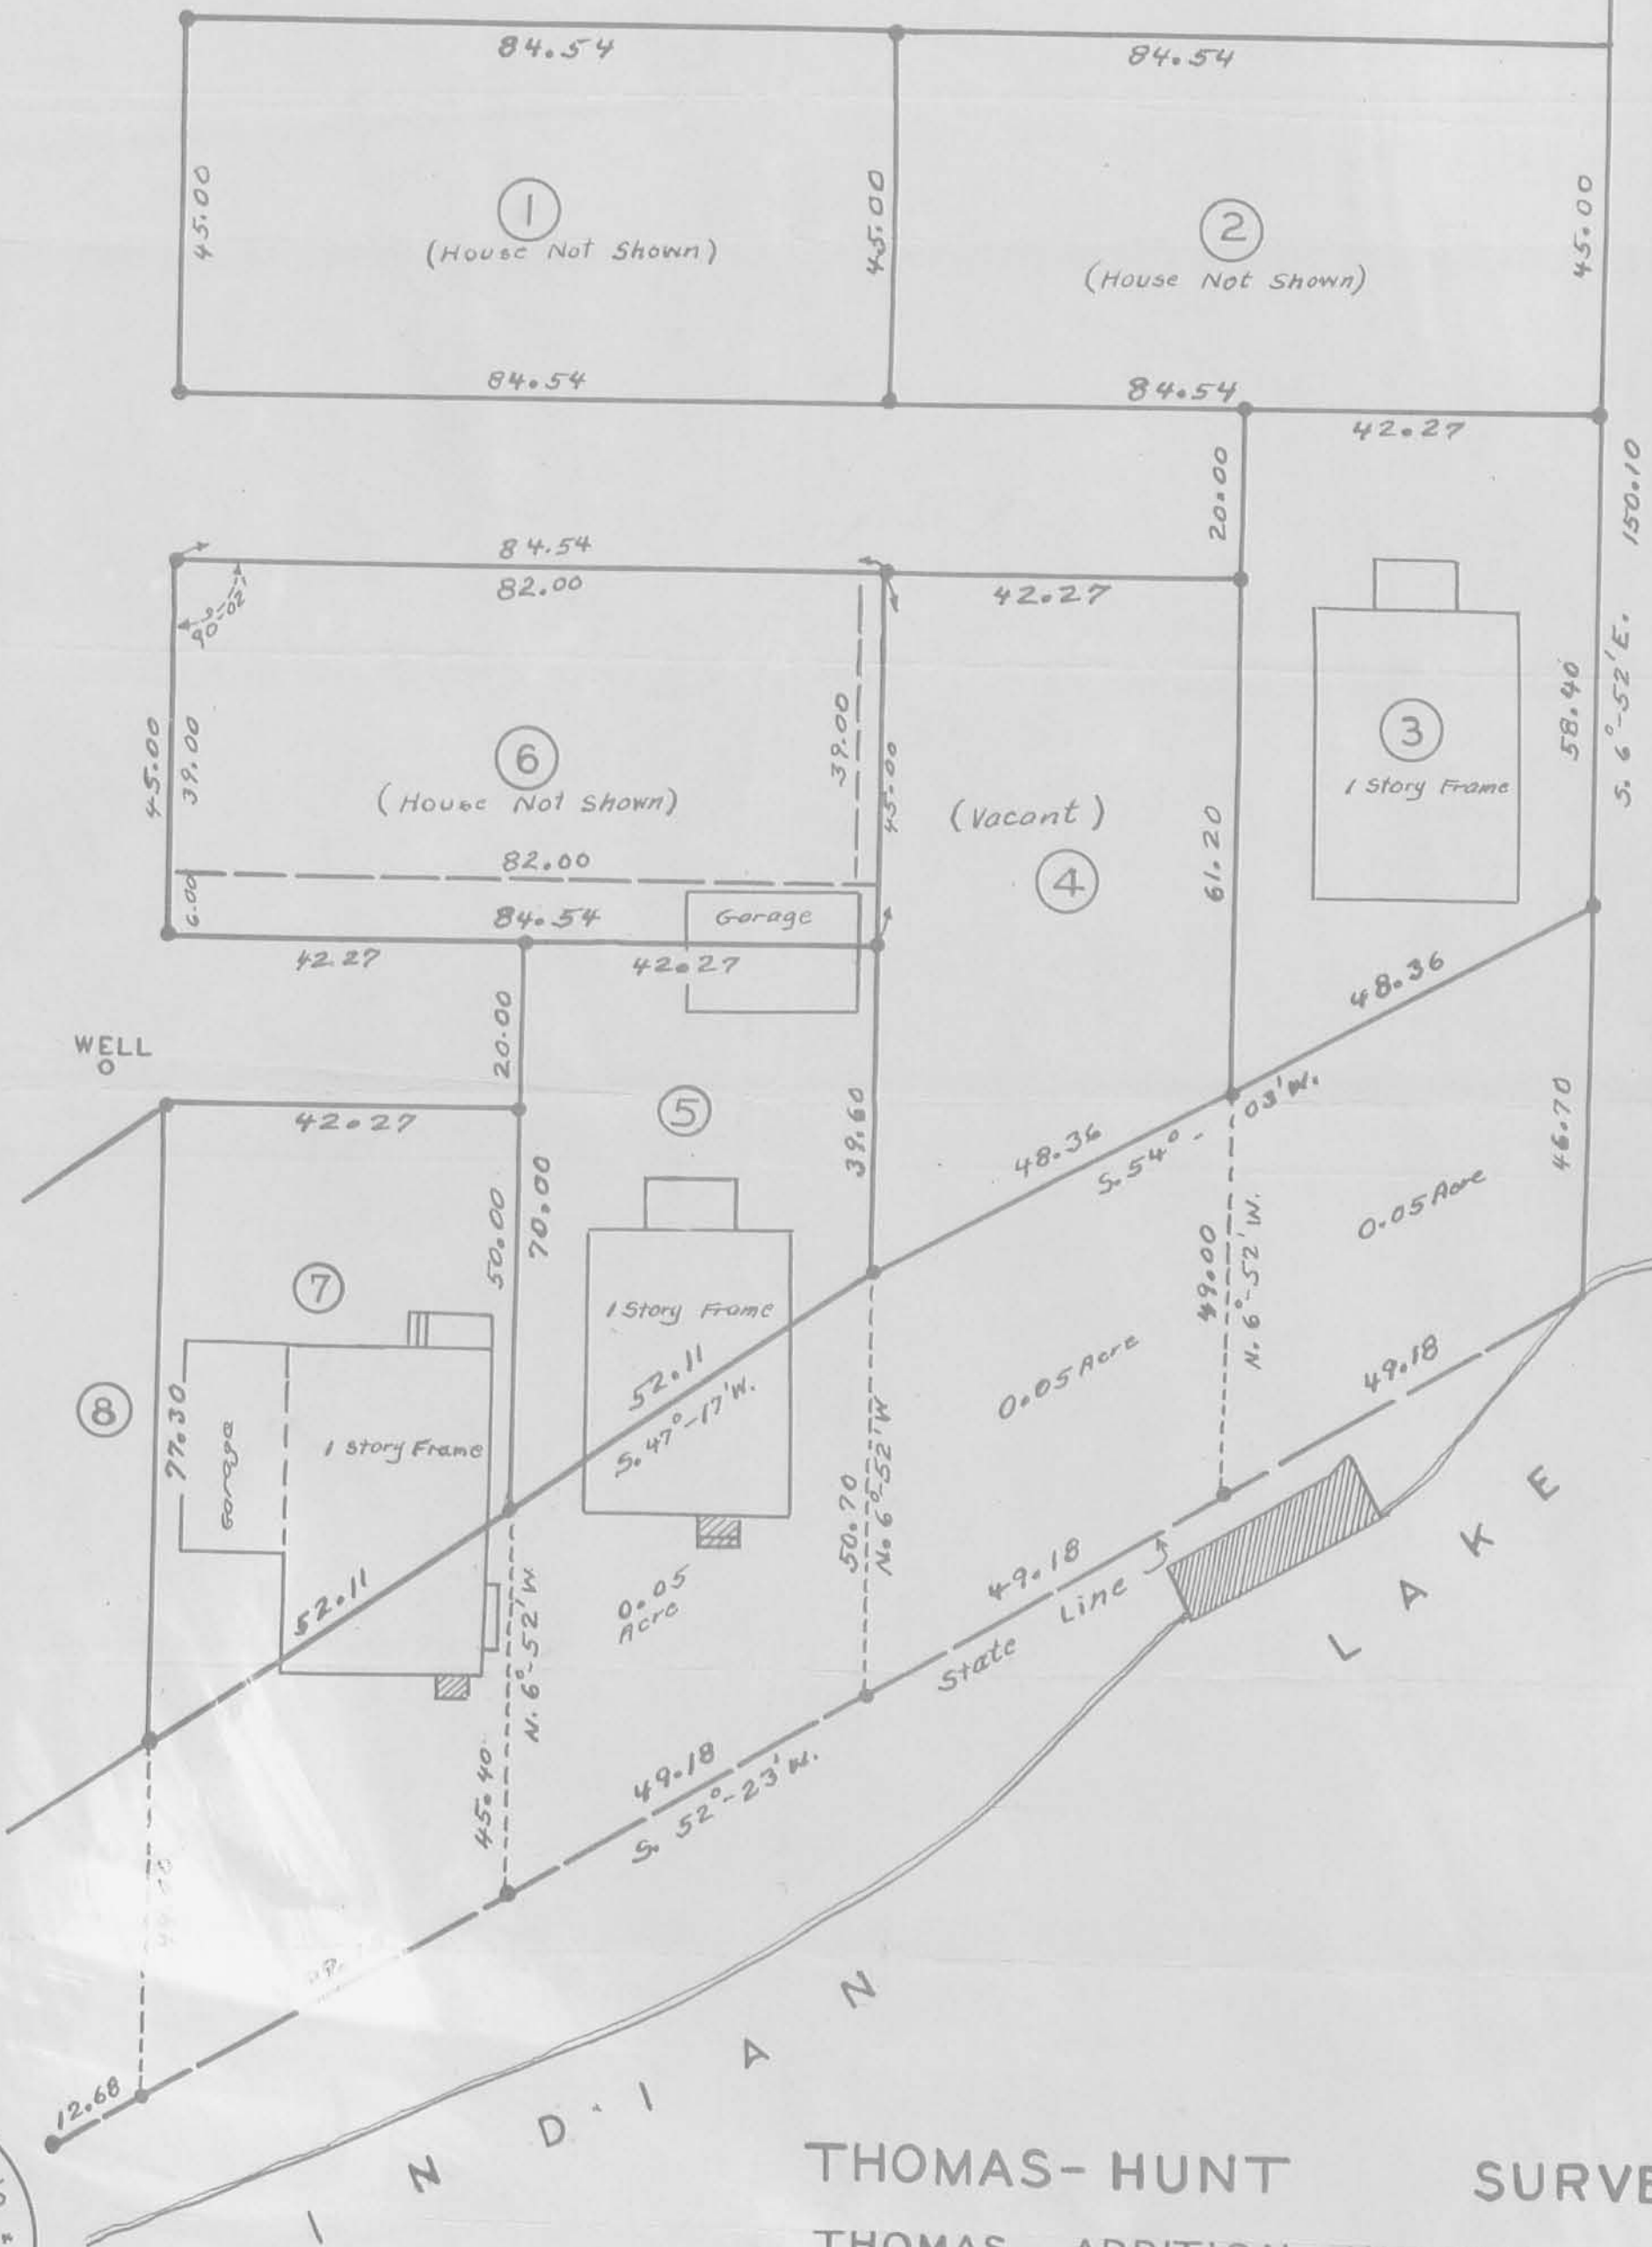 84.54
84.54
45.00
45.00
45.00
1
(House Not Shown)
2
(House Not Shown)
84.54
84.54
42.27
20.00
150.10
S. 6°-52' E.
84.54
82.00
42.27
90°-02'
45.00
39.00
39.00
45.00
58.40
3
1 Story Frame
6
(House Not Shown)
(Vacant)
4
61.20
82.00
6.00
84.54
Garage
42.27
42.27
48.36
WELL
20.00
5
42.27
39.60
48.36
S. 54°-03' W.
46.70
0.05 Acre
50.00
70.00
7
49.00
N. 6°-52' W.
1 Story Frame
52.11
S. 47°-17' W.
0.05 Acre
49.18
8
77.30
Garage
1 Story Frame
50.70
N. 6°-52' W
52.11
0.05
Acre
49.18
State Line
N. 6°-52' W.
45.40
49.18
S. 52°-23' W.
12.68
INDIAN LAKE
THOMAS-HUNT SURVE
THOMAS ADDITION